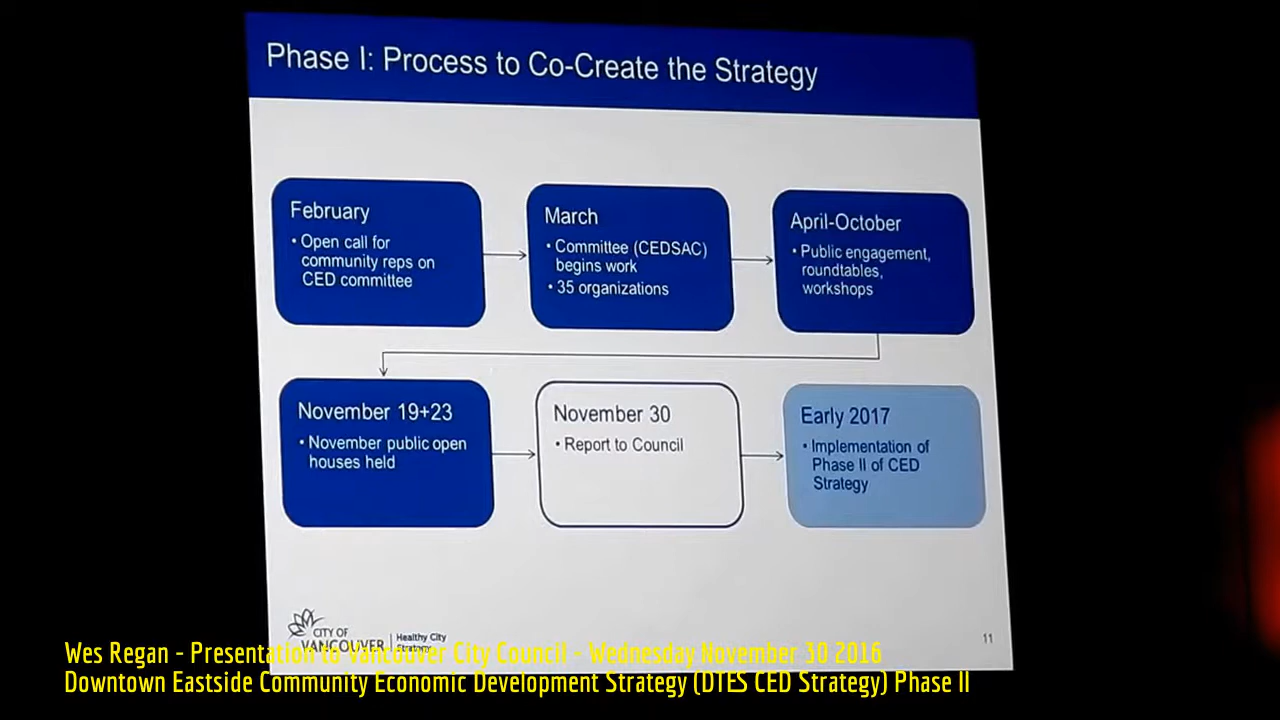 Phase I: Process to Co-Create the Strategy
February
• Open call for
community reps on
CED committee
March
• Committee (CEDSAC)
begins work
• 35 organizations
April-October
• Public engagement,
roundtables,
workshops
November 19+23
• November public open
houses held
November 30
• Report to Council
Early 2017
• Implementation of
Phase II of CED
Strategy
CITY OF
VANCOUVER
Healthy City
Strategy
11
Wes Regan - Presentation to Vancouver City Council - Wednesday November 30 2016
Downtown Eastside Community Economic Development Strategy (DTES CED Strategy) Phase II